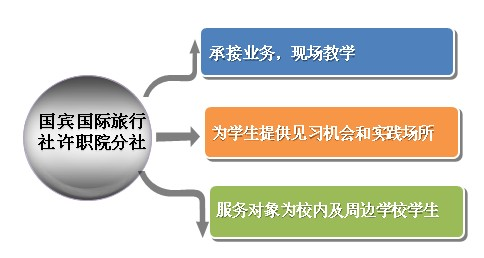 国宾国际旅行
社许职院分社
承接业务，现场教学
为学生提供见习机会和实践场所
服务对象为校内及周边学校学生